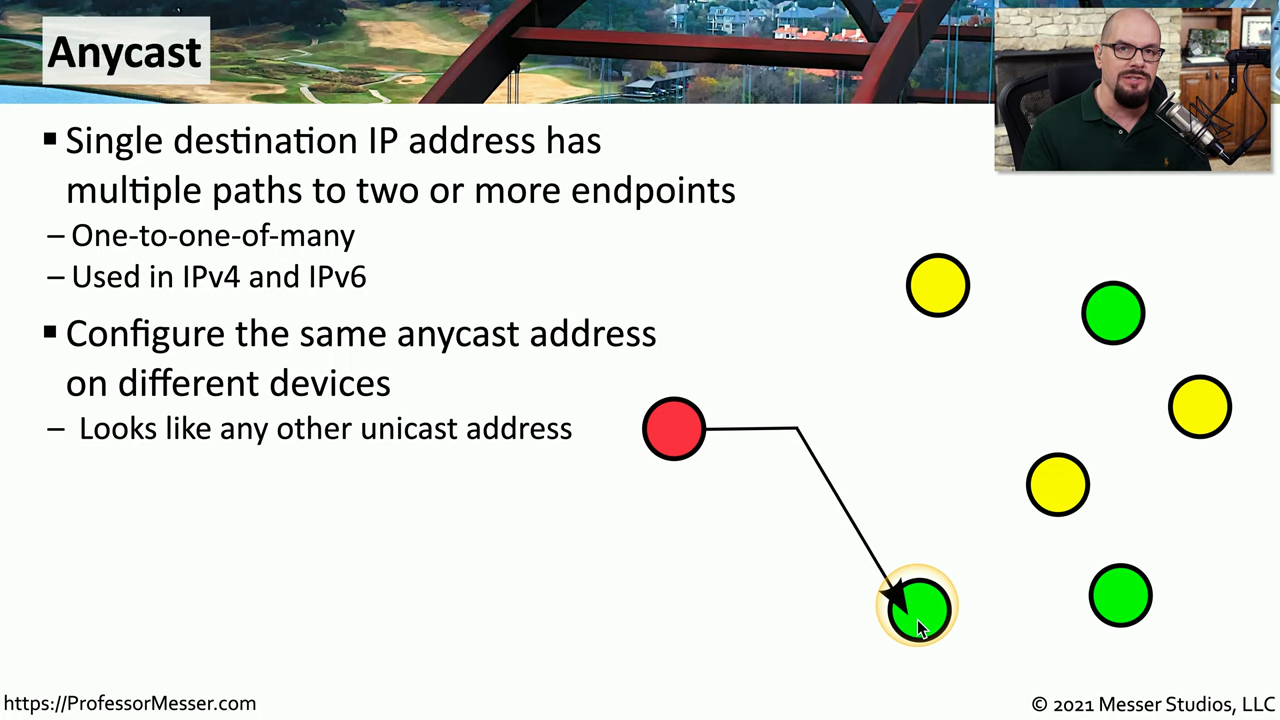 Anycast
▪ Single destination IP address has
multiple paths to two or more endpoints
– One-to-one-of-many
– Used in IPv4 and IPv6
▪ Configure the same anycast address
on different devices
– Looks like any other unicast address
https://ProfessorMesser.com
© 2021 Messer Studios, LLC